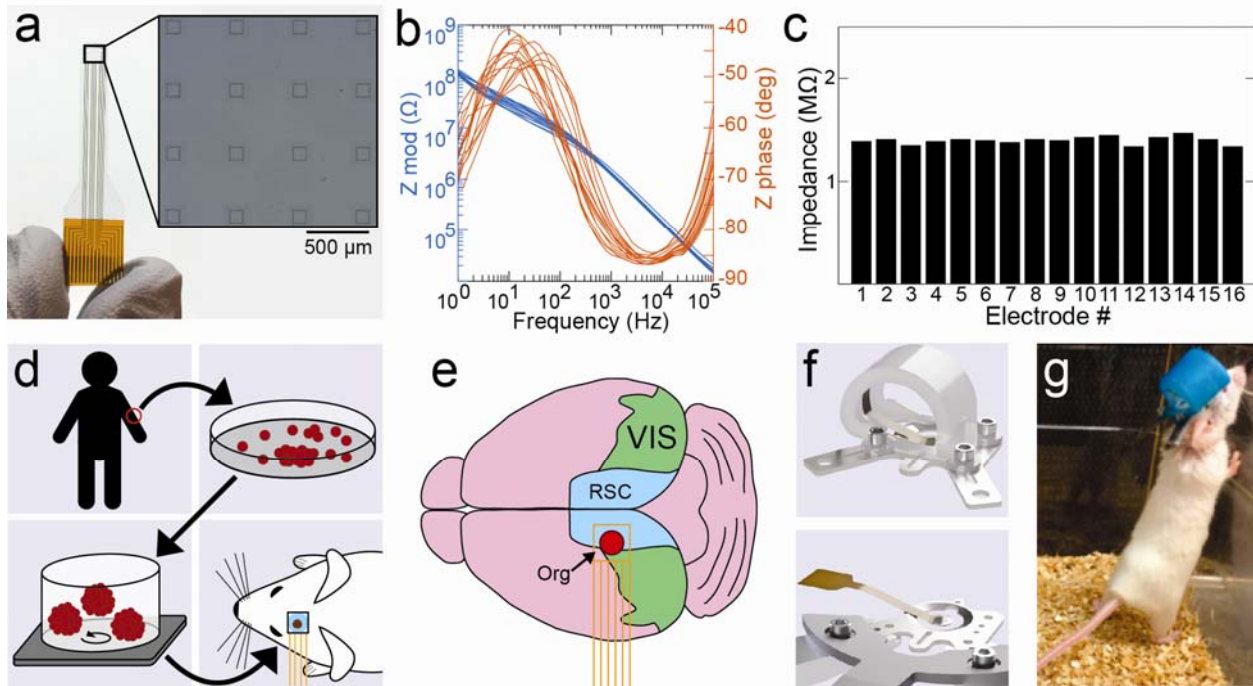 a
500 µm
b
10⁹
10⁸
10⁷
10⁶
10⁵
Z mod (Ω)
-40
-50
-60
-70
-80
-90
Z phase (deg)
10⁰ 10¹ 10² 10³ 10⁴ 10⁵
Frequency (Hz)
c
2
1
Impedance (MΩ)
1 2 3 4 5 6 7 8 9 10 11 12 13 14 15 16
Electrode #
d
e
VIS
RSC
Org
f
g